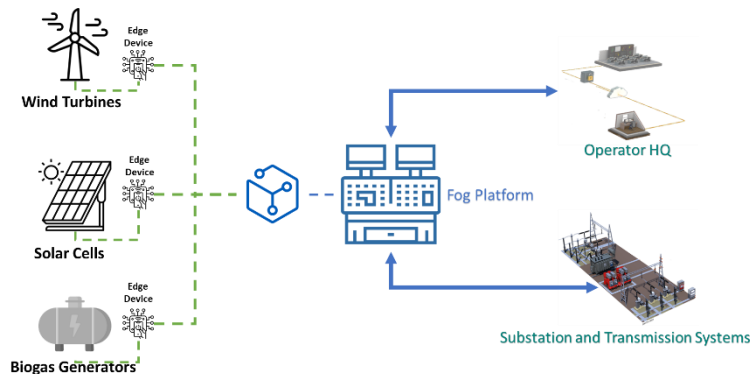 Edge
Device
Wind Turbines
Edge
Device
Solar Cells
Edge
Device
Biogas Generators
Fog Platform
Operator HQ
Substation and Transmission Systems